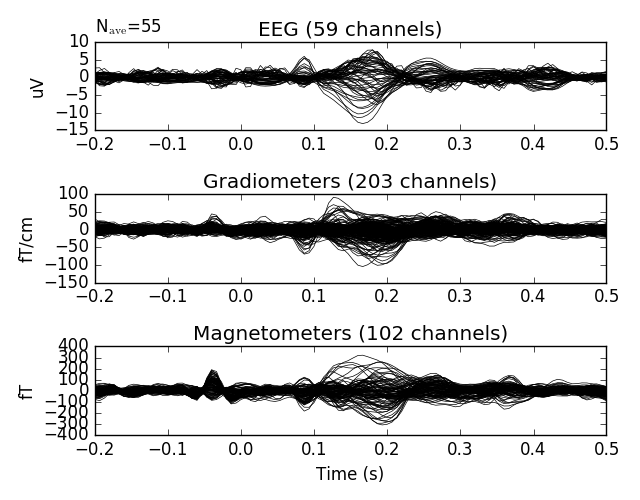 N_ave=55
EEG (59 channels)
10
5
0
−5
−10
−15
uV
−0.2 −0.1 0.0 0.1 0.2 0.3 0.4 0.5
Gradiometers (203 channels)
100
50
0
−50
−100
−150
fT/cm
−0.2 −0.1 0.0 0.1 0.2 0.3 0.4 0.5
Magnetometers (102 channels)
400
300
200
100
0
−100
−200
−300
−400
fT
−0.2 −0.1 0.0 0.1 0.2 0.3 0.4 0.5
Time (s)